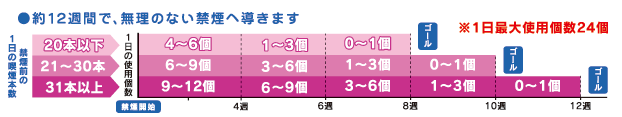 ●約12週間で、無理のない禁煙へ導きます
※1日最大使用個数24個
禁煙前の
1日の喫煙本数
1日の使用個数
20本以下 4〜6個 1〜3個 0〜1個 ゴール
21〜30本 6〜9個 3〜6個 1〜3個 0〜1個 ゴール
31本以上 9〜12個 6〜9個 3〜6個 1〜3個 0〜1個 ゴール
禁煙開始 4週 6週 8週 10週 12週